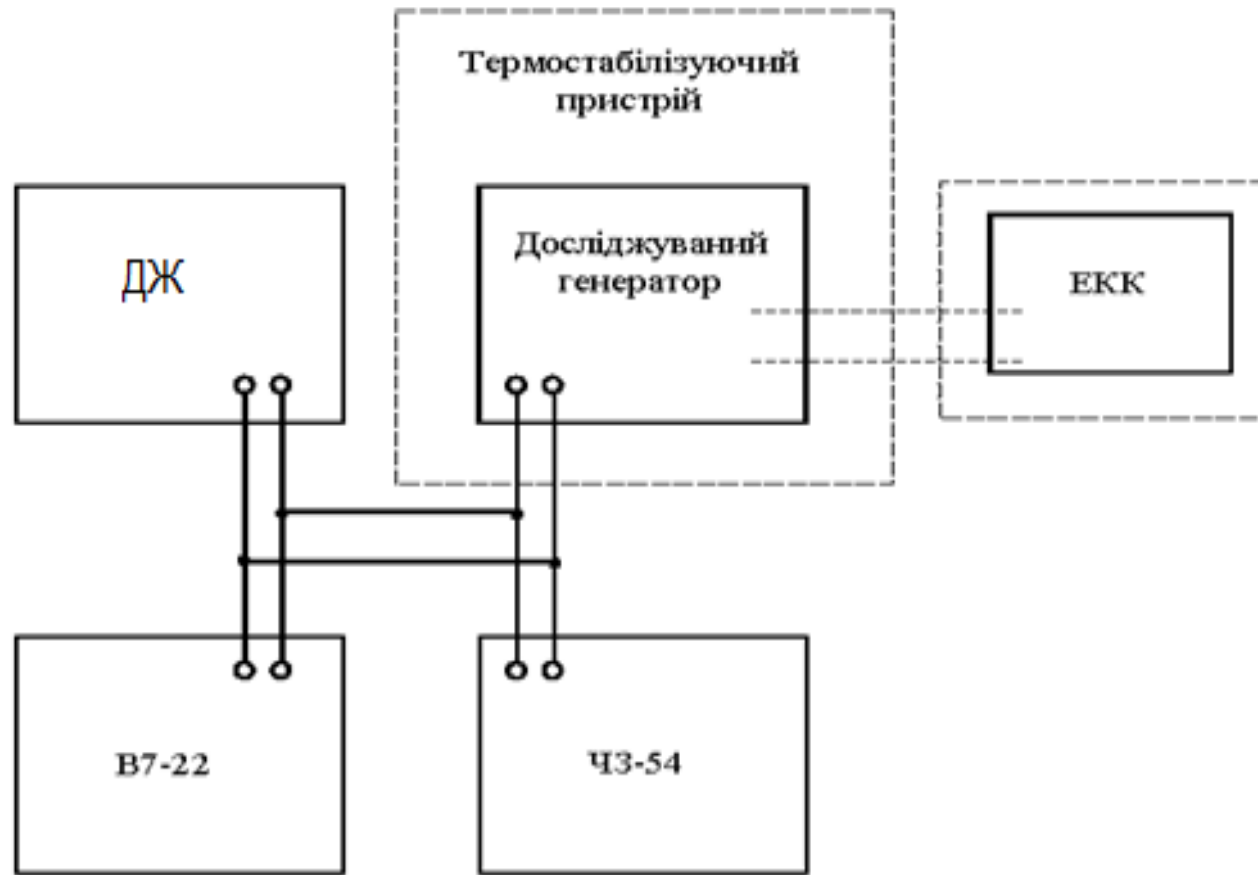 Термостабілізуючий
пристрій
ДЖ
Досліджуваний
генератор
ЕКК
В7-22
ЧЗ-54